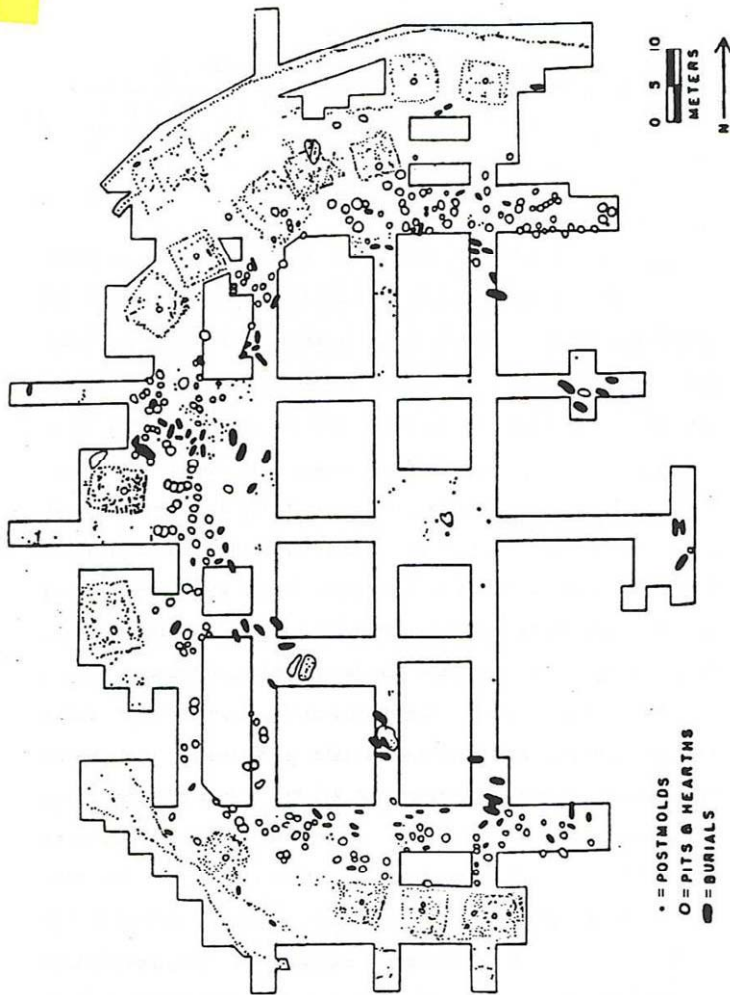 0 5 10
METERS
N
• = POSTMOLDS
O = PITS & HEARTHS
= BURIALS